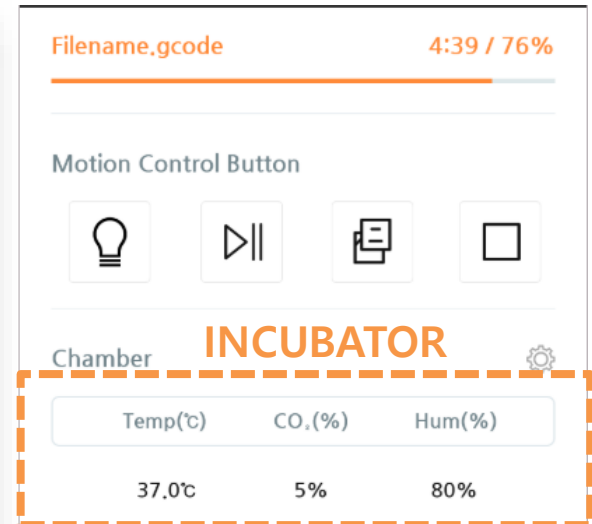 Filename.gcode 4:39 / 76%
Motion Control Button
INCUBATOR
Chamber
Temp(℃) CO₂(%) Hum(%)
37.0℃ 5% 80%